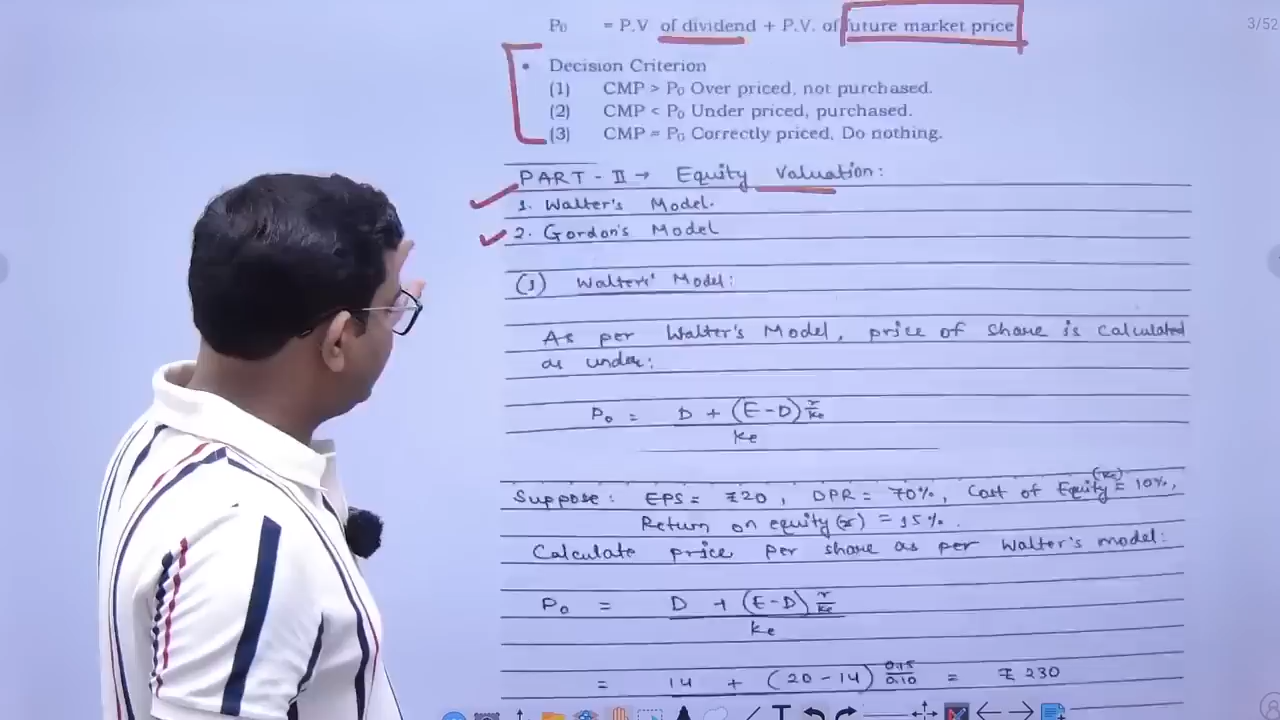 P₀ = P.V of dividend + P.V. of future market price
3/52
• Decision Criterion
(1) CMP > P₀ Over priced, not purchased.
(2) CMP < P₀ Under priced, purchased.
(3) CMP = P₀ Correctly priced, Do nothing.
PART - II → Equity Valuation:
1. Walter's Model.
2. Gordon's Model
(1) Walter's Model:
As per Walter's Model, price of share is calculated
as under:
P₀ = D + (E-D) r/ke
ke
Suppose: EPS = ₹20, DPR = 70%, Cost of Equity (ke) = 10%,
Return on equity (r) = 15%.
Calculate price per share as per Walter's model:
P₀ = D + (E-D) r/ke
ke
= 14 + (20-14) 0.15/0.10 = ₹230